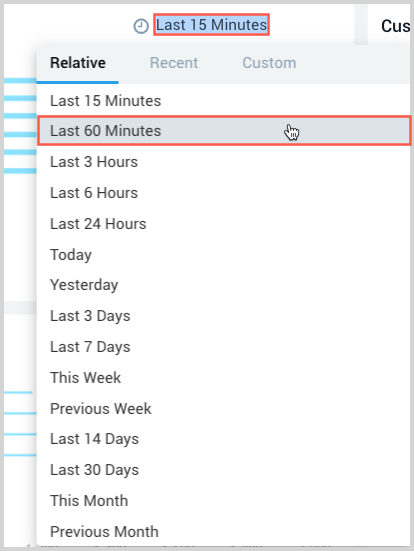 Last 15 Minutes
Cus
Relative Recent Custom
Last 15 Minutes
Last 60 Minutes
Last 3 Hours
Last 6 Hours
Last 24 Hours
Today
Yesterday
Last 3 Days
Last 7 Days
This Week
Previous Week
Last 14 Days
Last 30 Days
This Month
Previous Month